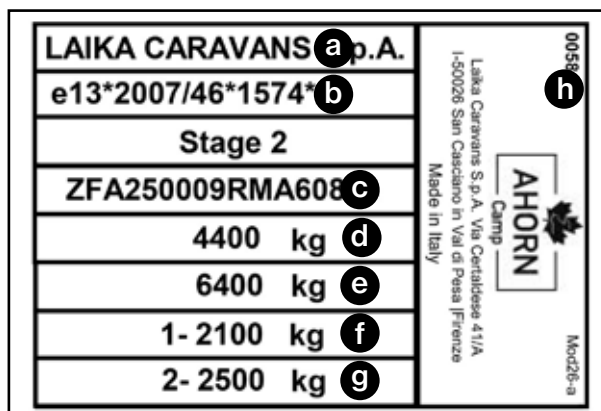 LAIKA CARAVANS a p.A.
e13*2007/46*1574* b
Stage 2
ZFA250009RMA608 c
4400 kg d
6400 kg e
1- 2100 kg f
2- 2500 kg g
0058 h
AHORN
Camp
Mod26-a
Laika Caravans S.p.A. Via Certaldese 41/A
I-50026 San Casciano in Val di Pesa |Firenze
Made in Italy